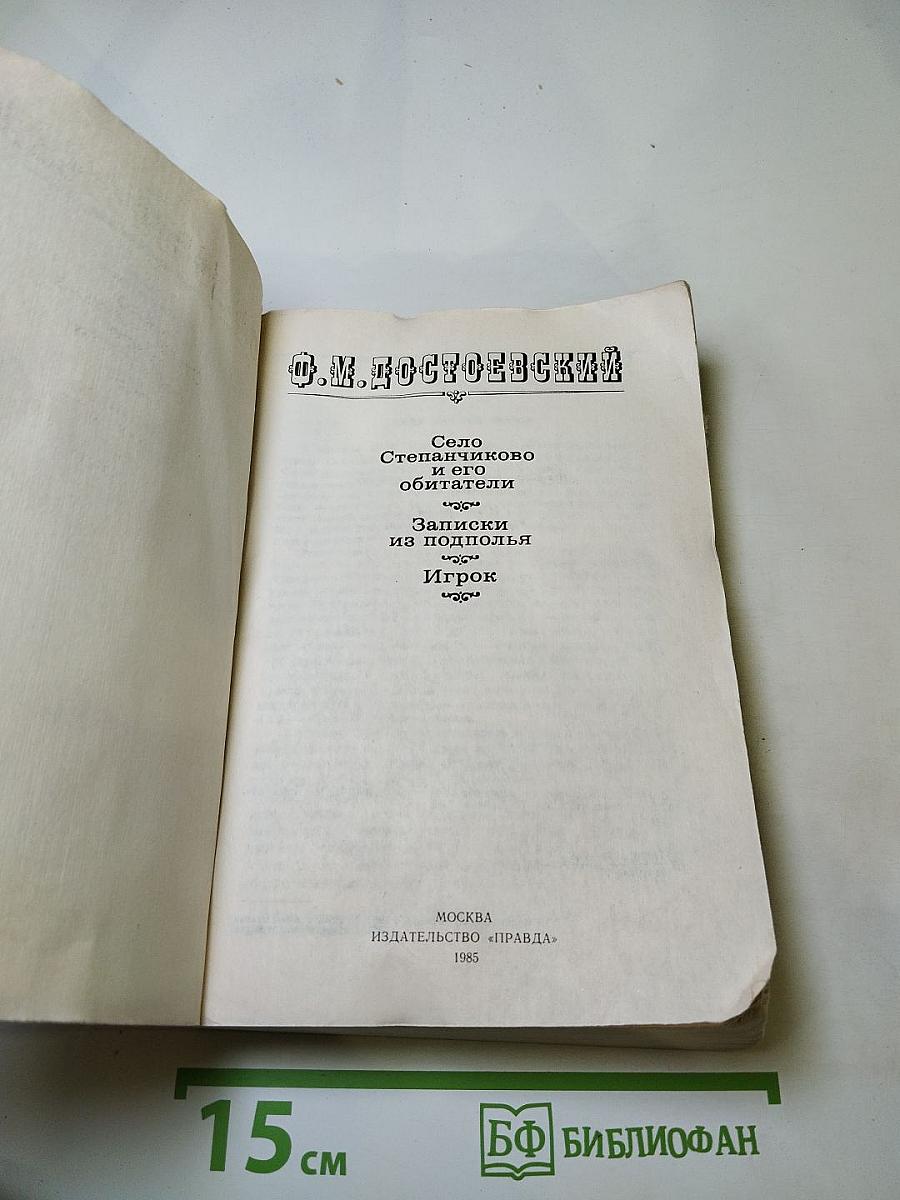 Ф.М.ДОСТОЕВСКИЙ
Село
Степанчиково
и его
обитатели
Записки
из подполья
Игрок
МОСКВА
ИЗДАТЕЛЬСТВО «ПРАВДА»
1985
15 см
БФ БИБЛИОФАН